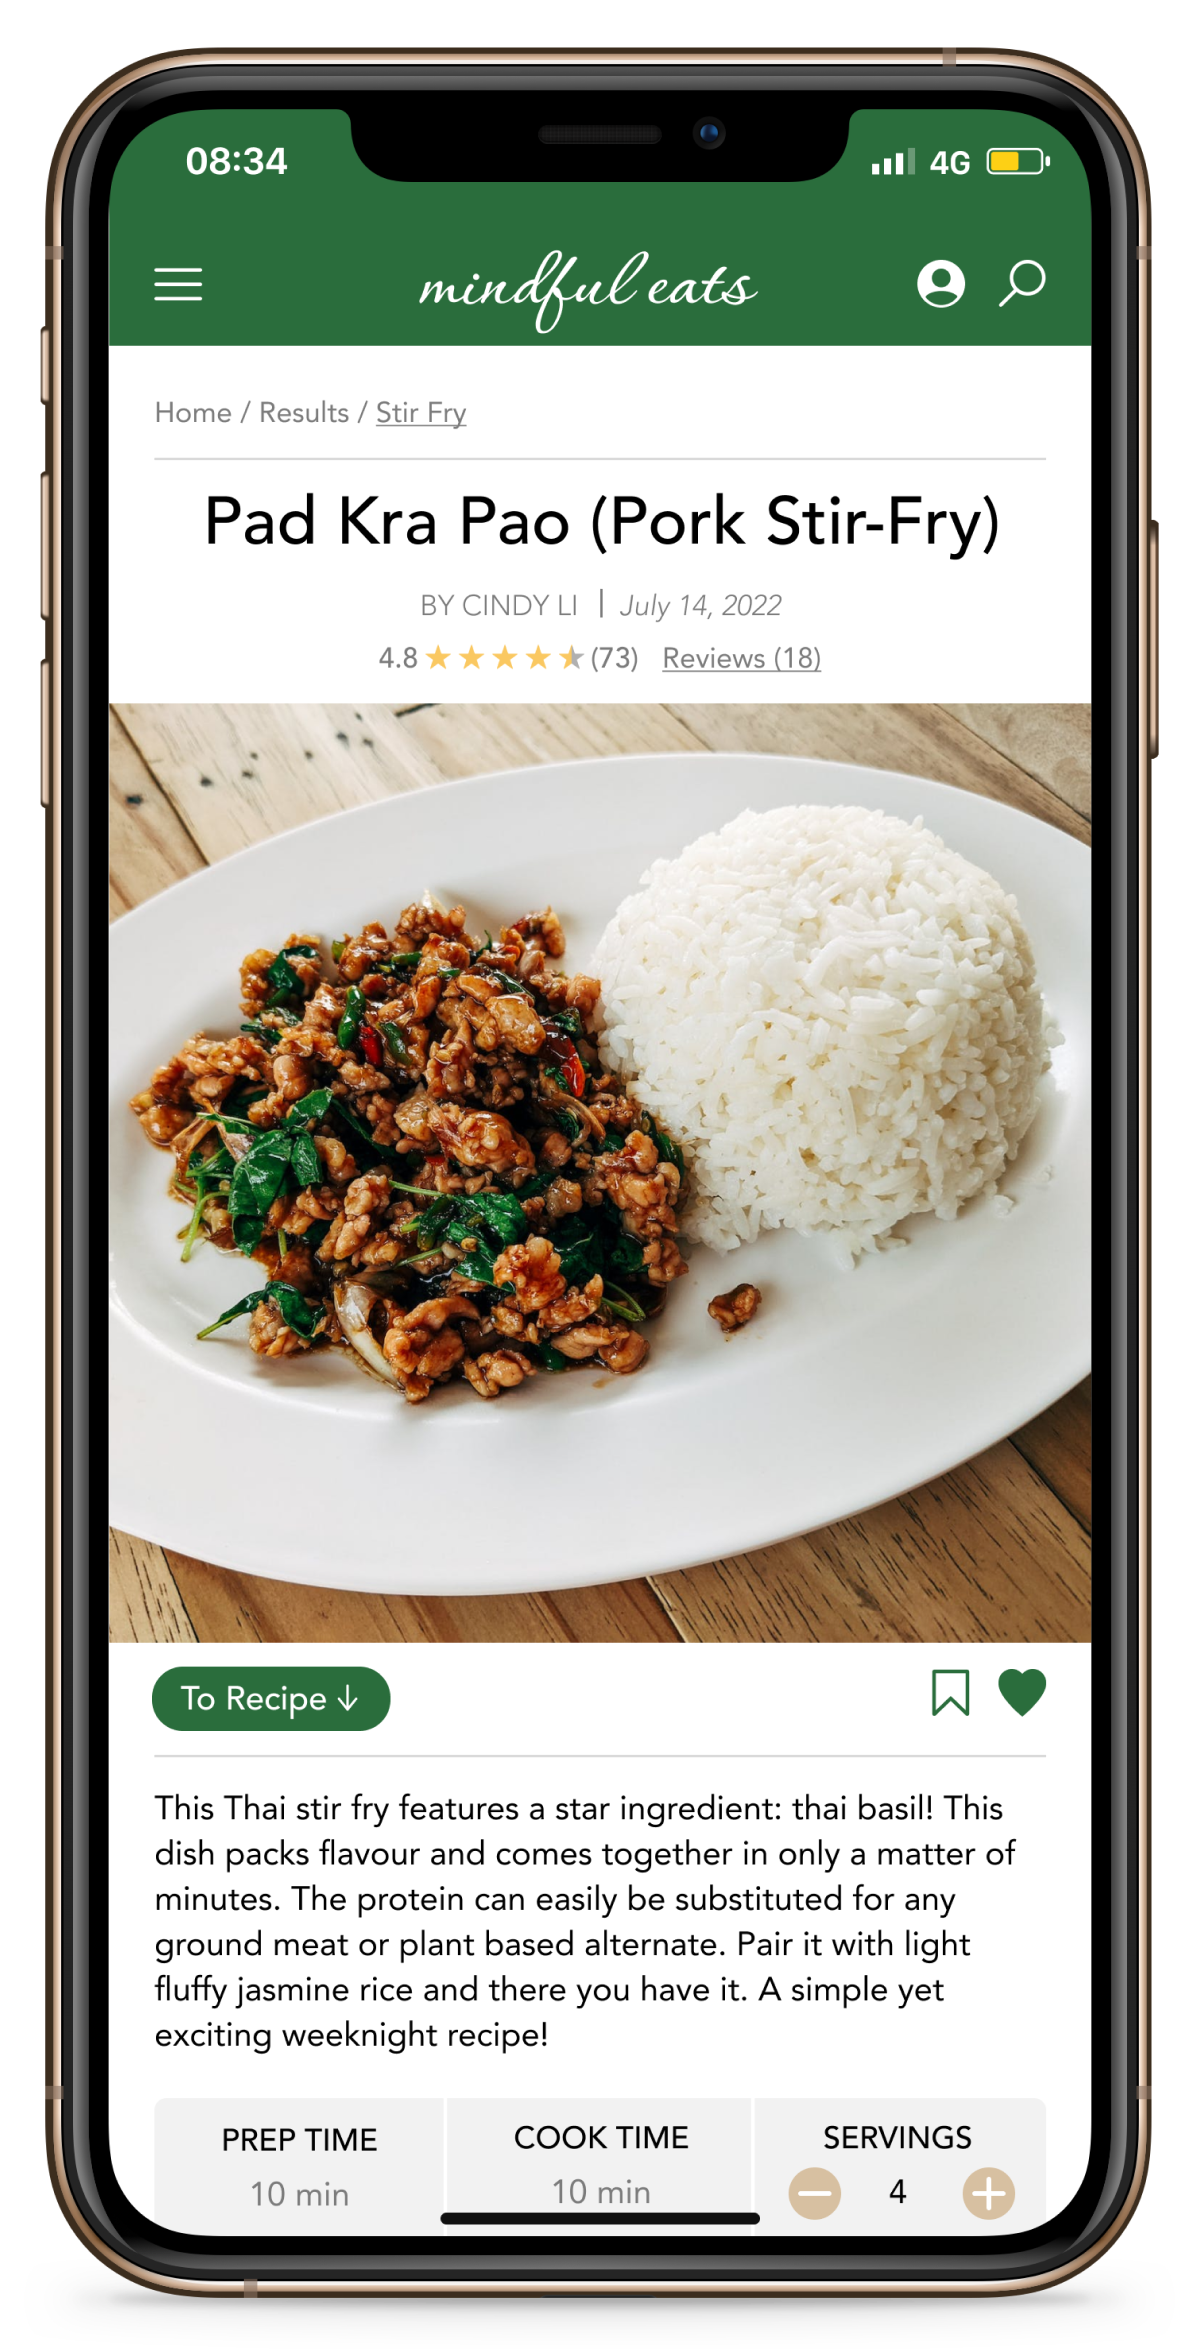 08:34 4G
mindful eats
Home / Results / Stir Fry
Pad Kra Pao (Pork Stir-Fry)
BY CINDY LI | July 14, 2022
4.8 (73) Reviews (18)
To Recipe ↓
This Thai stir fry features a star ingredient: thai basil! This
dish packs flavour and comes together in only a matter of
minutes. The protein can easily be substituted for any
ground meat or plant based alternate. Pair it with light
fluffy jasmine rice and there you have it. A simple yet
exciting weeknight recipe!
PREP TIME COOK TIME SERVINGS
10 min 10 min − 4 +